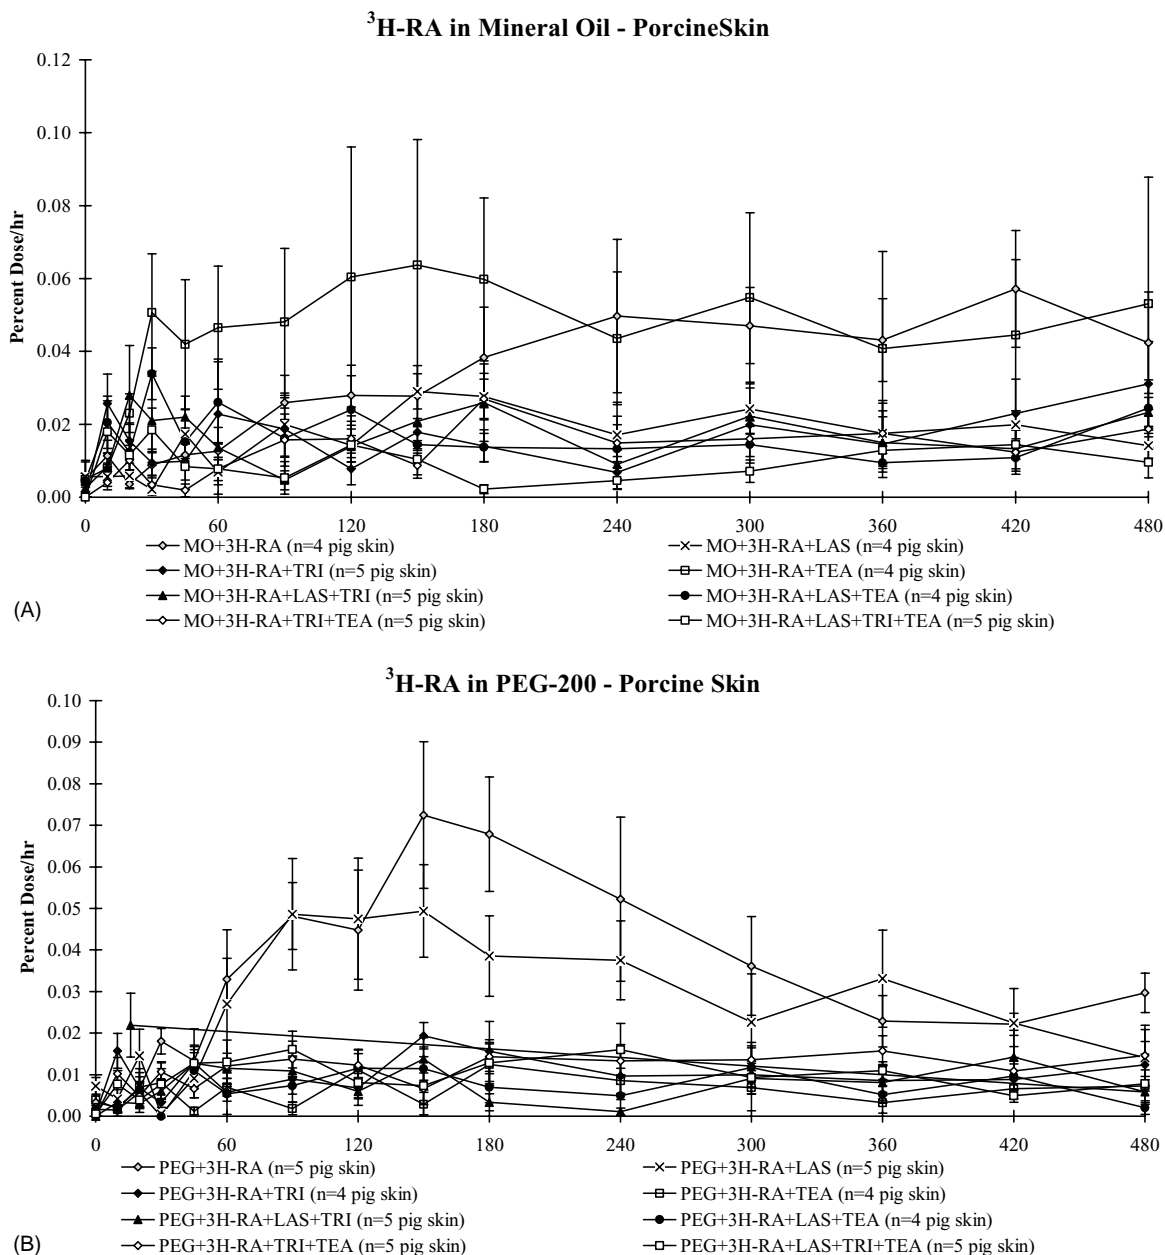 ³H-RA in Mineral Oil - PorcineSkin
0.12
0.10
0.08
0.06
0.04
0.02
0.00
Percent Dose/hr
0 60 120 180 240 300 360 420 480
MO+3H-RA (n=4 pig skin) MO+3H-RA+LAS (n=4 pig skin)
MO+3H-RA+TRI (n=5 pig skin) MO+3H-RA+TEA (n=4 pig skin)
MO+3H-RA+LAS+TRI (n=5 pig skin) MO+3H-RA+LAS+TEA (n=4 pig skin)
MO+3H-RA+TRI+TEA (n=5 pig skin) MO+3H-RA+LAS+TRI+TEA (n=5 pig skin)
(A)
³H-RA in PEG-200 - Porcine Skin
0.10
0.09
0.08
0.07
0.06
0.05
0.04
0.03
0.02
0.01
0.00
Percent Dose/hr
0 60 120 180 240 300 360 420 480
PEG+3H-RA (n=5 pig skin) PEG+3H-RA+LAS (n=5 pig skin)
PEG+3H-RA+TRI (n=4 pig skin) PEG+3H-RA+TEA (n=4 pig skin)
PEG+3H-RA+LAS+TRI (n=5 pig skin) PEG+3H-RA+LAS+TEA (n=4 pig skin)
PEG+3H-RA+TRI+TEA (n=5 pig skin) PEG+3H-RA+LAS+TRI+TEA (n=5 pig skin)
(B)